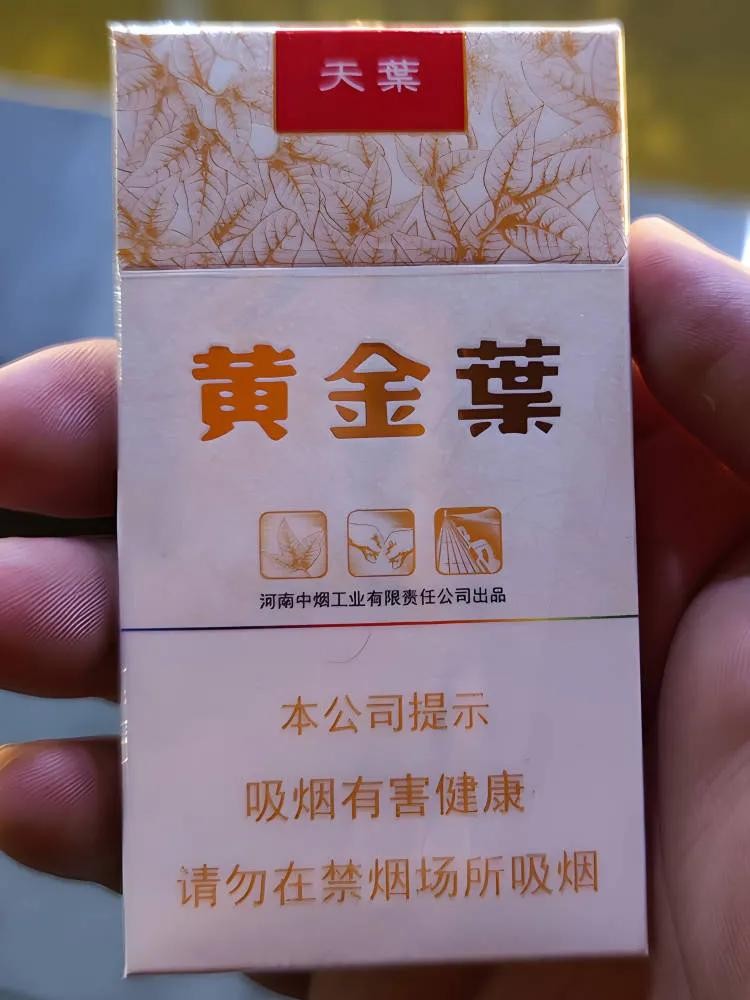 天葉
黄金葉
河南中烟工业有限责任公司出品
本公司提示
吸烟有害健康
请勿在禁烟场所吸烟